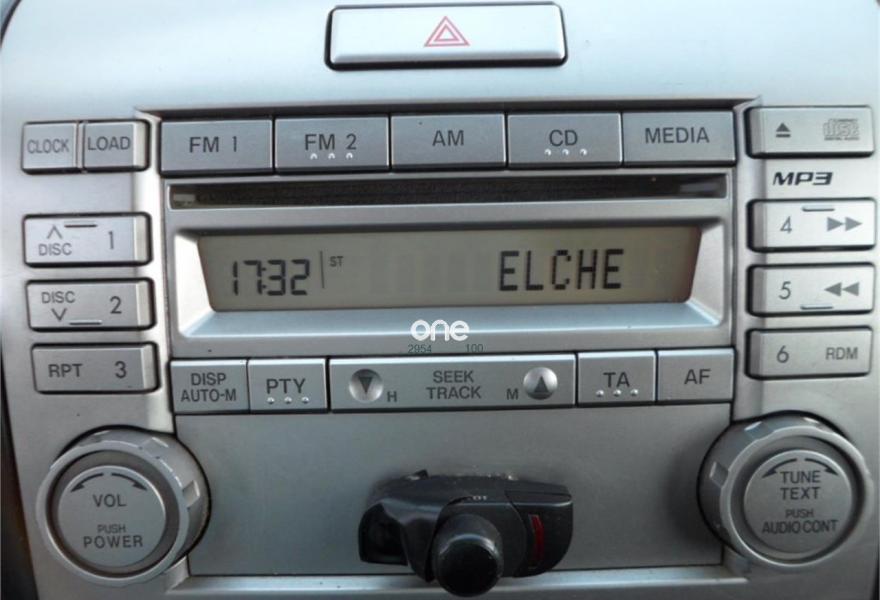 CLOCK LOAD FM 1 FM 2 AM CD MEDIA
MP3
DISC 1
4
17:32 ST ELCHE
DISC 2
5
one
2954 100
RPT 3
6 RDM
DISP
AUTO-M
PTY
H
SEEK
TRACK
M
TA
AF
VOL
PUSH
POWER
TUNE
TEXT
PUSH
AUDIO CONT